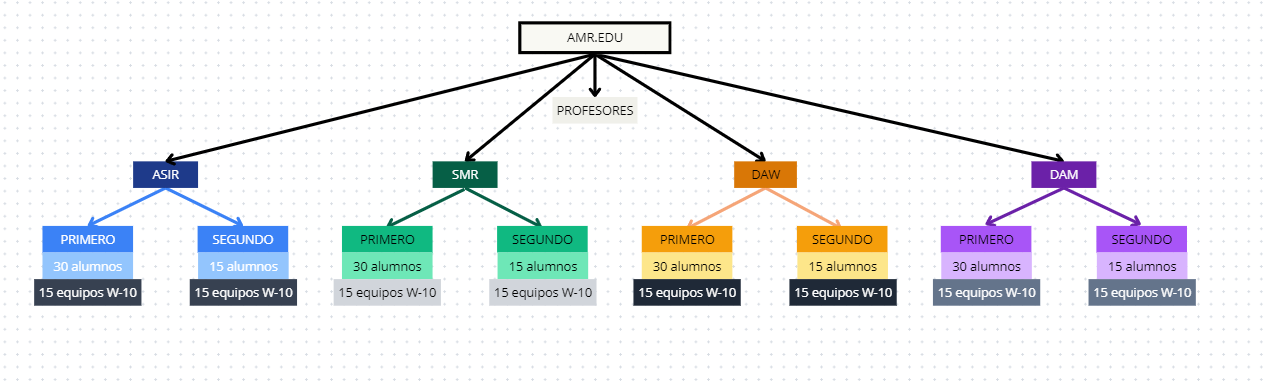 AMR.EDU
PROFESORES
ASIR
SMR
DAW
DAM
PRIMERO
SEGUNDO
PRIMERO
SEGUNDO
PRIMERO
SEGUNDO
PRIMERO
SEGUNDO
30 alumnos
15 alumnos
30 alumnos
15 alumnos
30 alumnos
15 alumnos
30 alumnos
15 alumnos
15 equipos W-10
15 equipos W-10
15 equipos W-10
15 equipos W-10
15 equipos W-10
15 equipos W-10
15 equipos W-10
15 equipos W-10